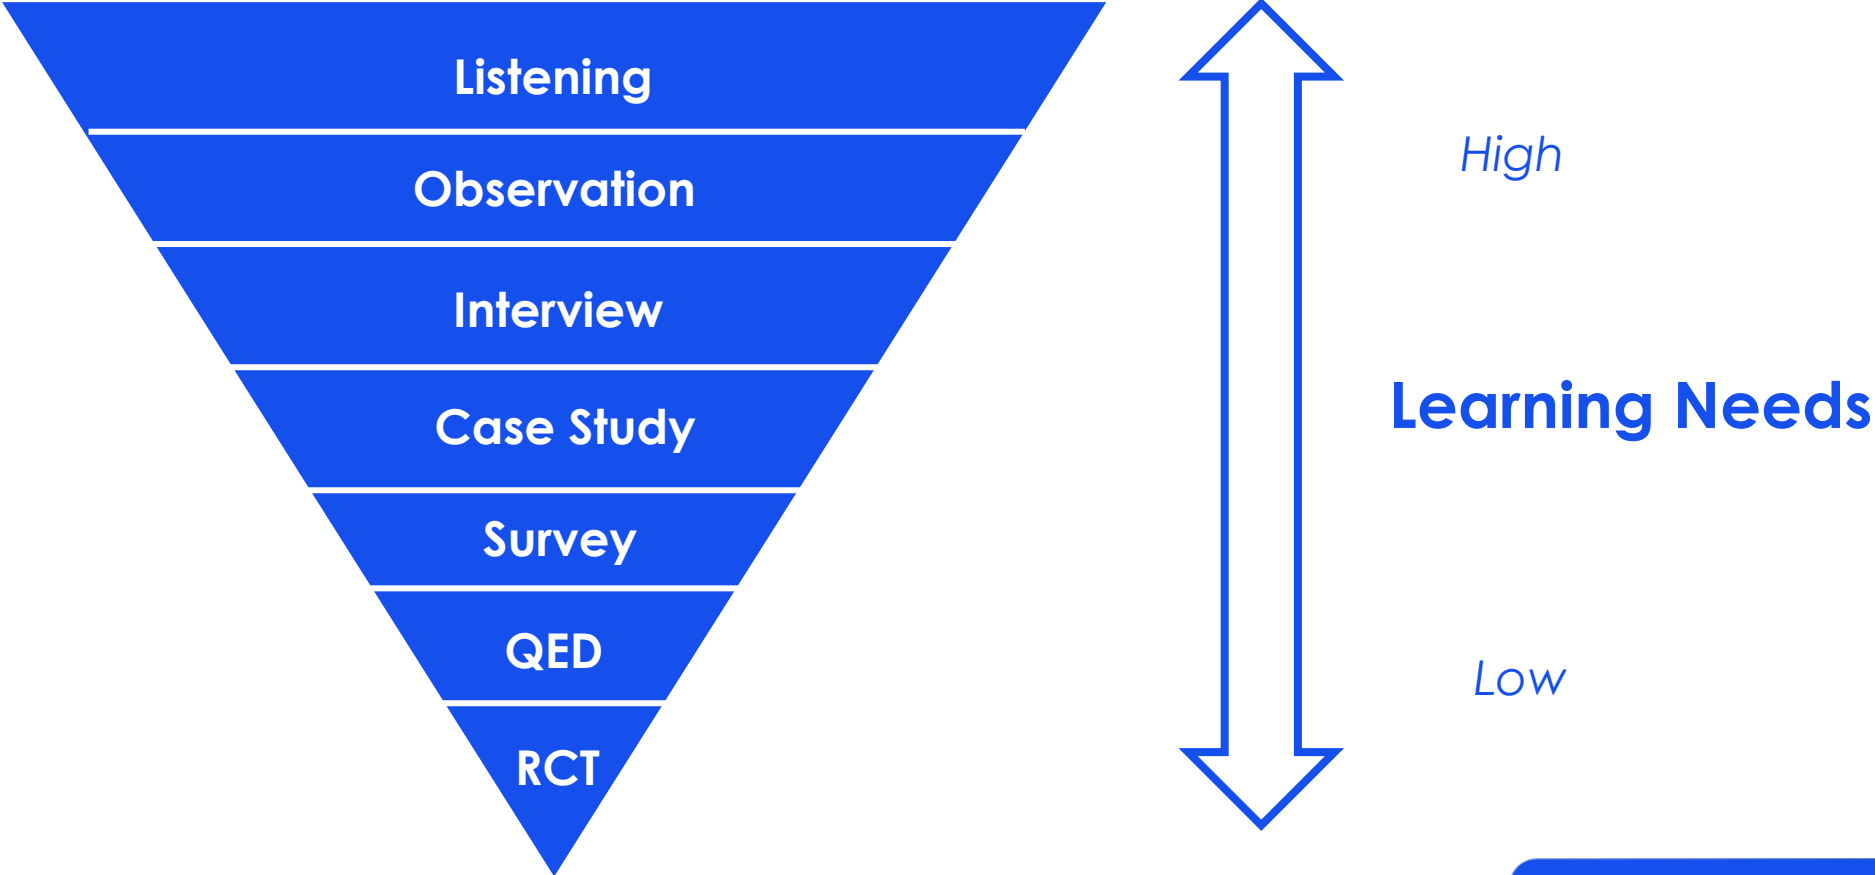 Listening
Observation
Interview
Case Study
Survey
QED
RCT
High
Learning Needs
Low